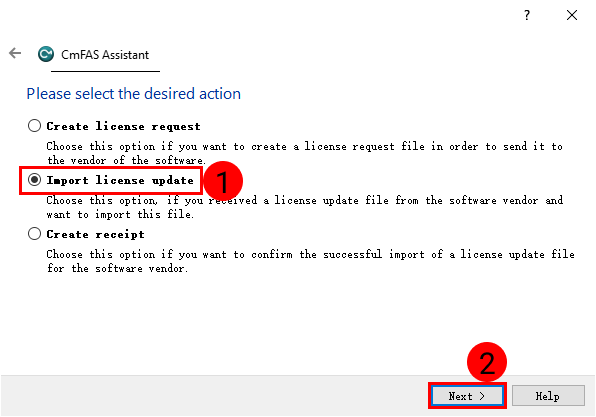 ?
CmFAS Assistant
Please select the desired action
Create license request
Choose this option if you want to create a license request file in order to send it to
the vendor of the software.
Import license update
1
Choose this option, if you received a license update file from the software vendor and
want to import this file.
Create receipt
Choose this option if you want to confirm the successful import of a license update file
for the software vendor.
2
Next >
Help